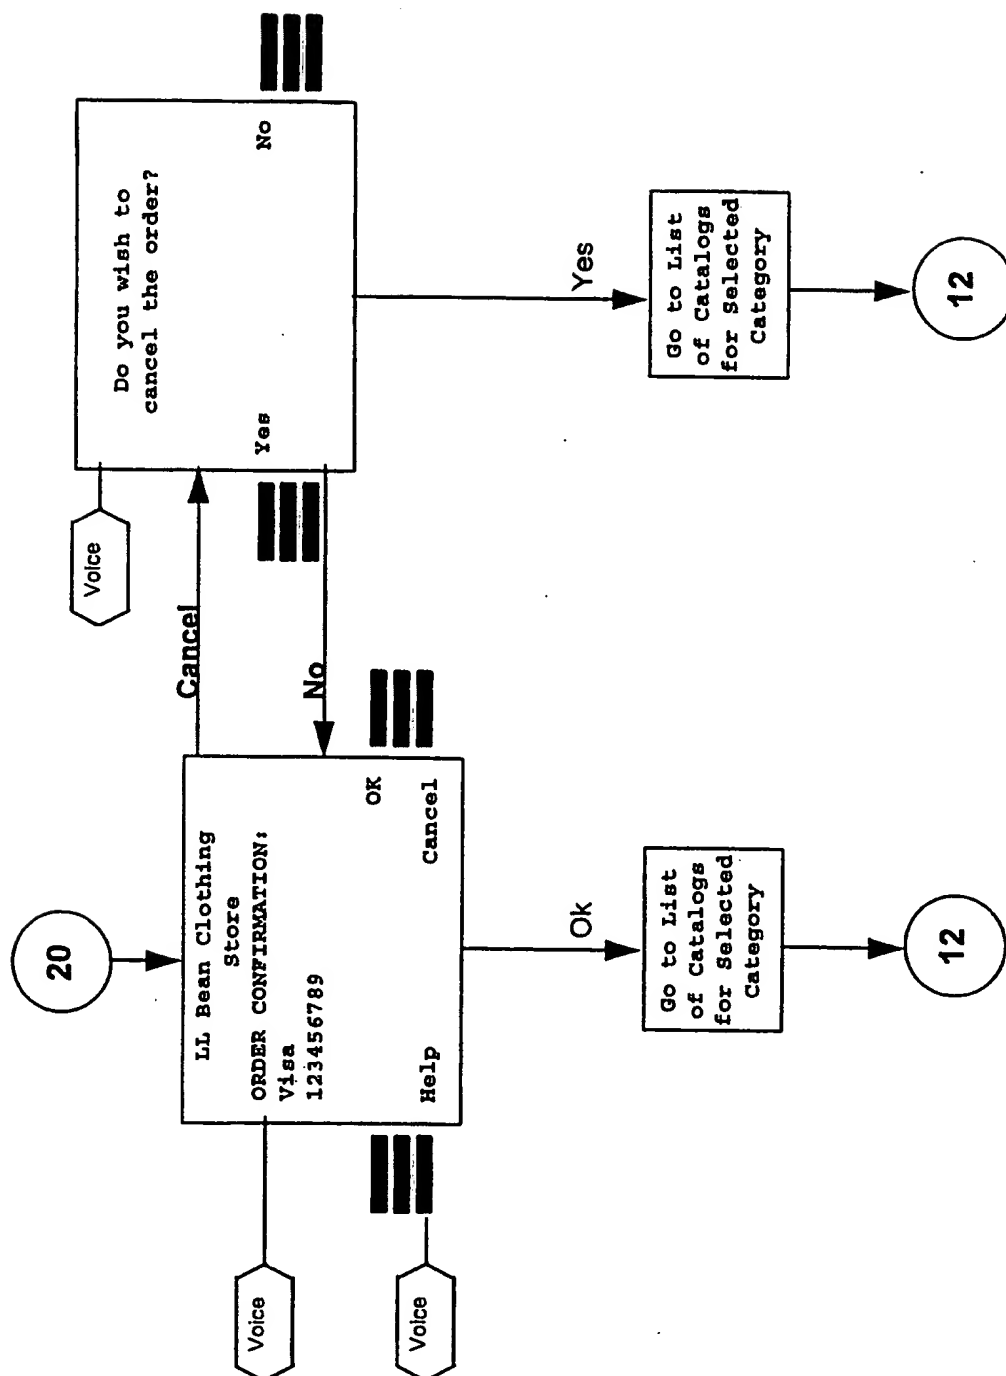 20
LL Bean Clothing
Store
ORDER CONFIRMATION:
Visa
123456789
OK
Help Cancel
Voice
Voice
Cancel
No
Ok
Go to List
of Catalogs
for Selected
Category
12
Voice
Do you wish to
cancel the order?
Yes No
Yes
Go to List
of Catalogs
for Selected
Category
12